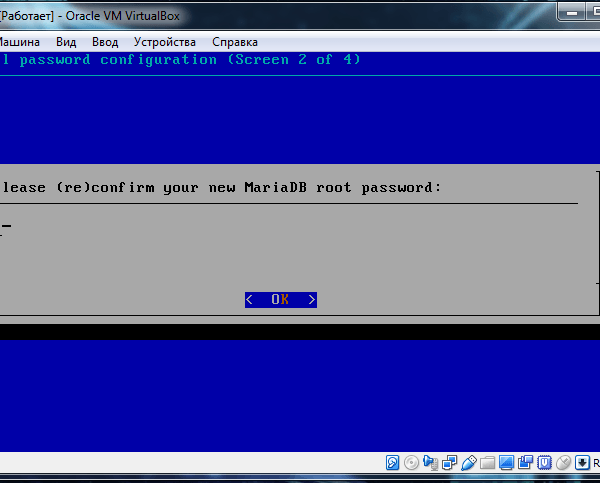 [Работает] - Oracle VM VirtualBox
Машина Вид Ввод Устройства Справка
l password configuration (Screen 2 of 4)
lease (re)confirm your new MariaDB root password:
< OK >
R